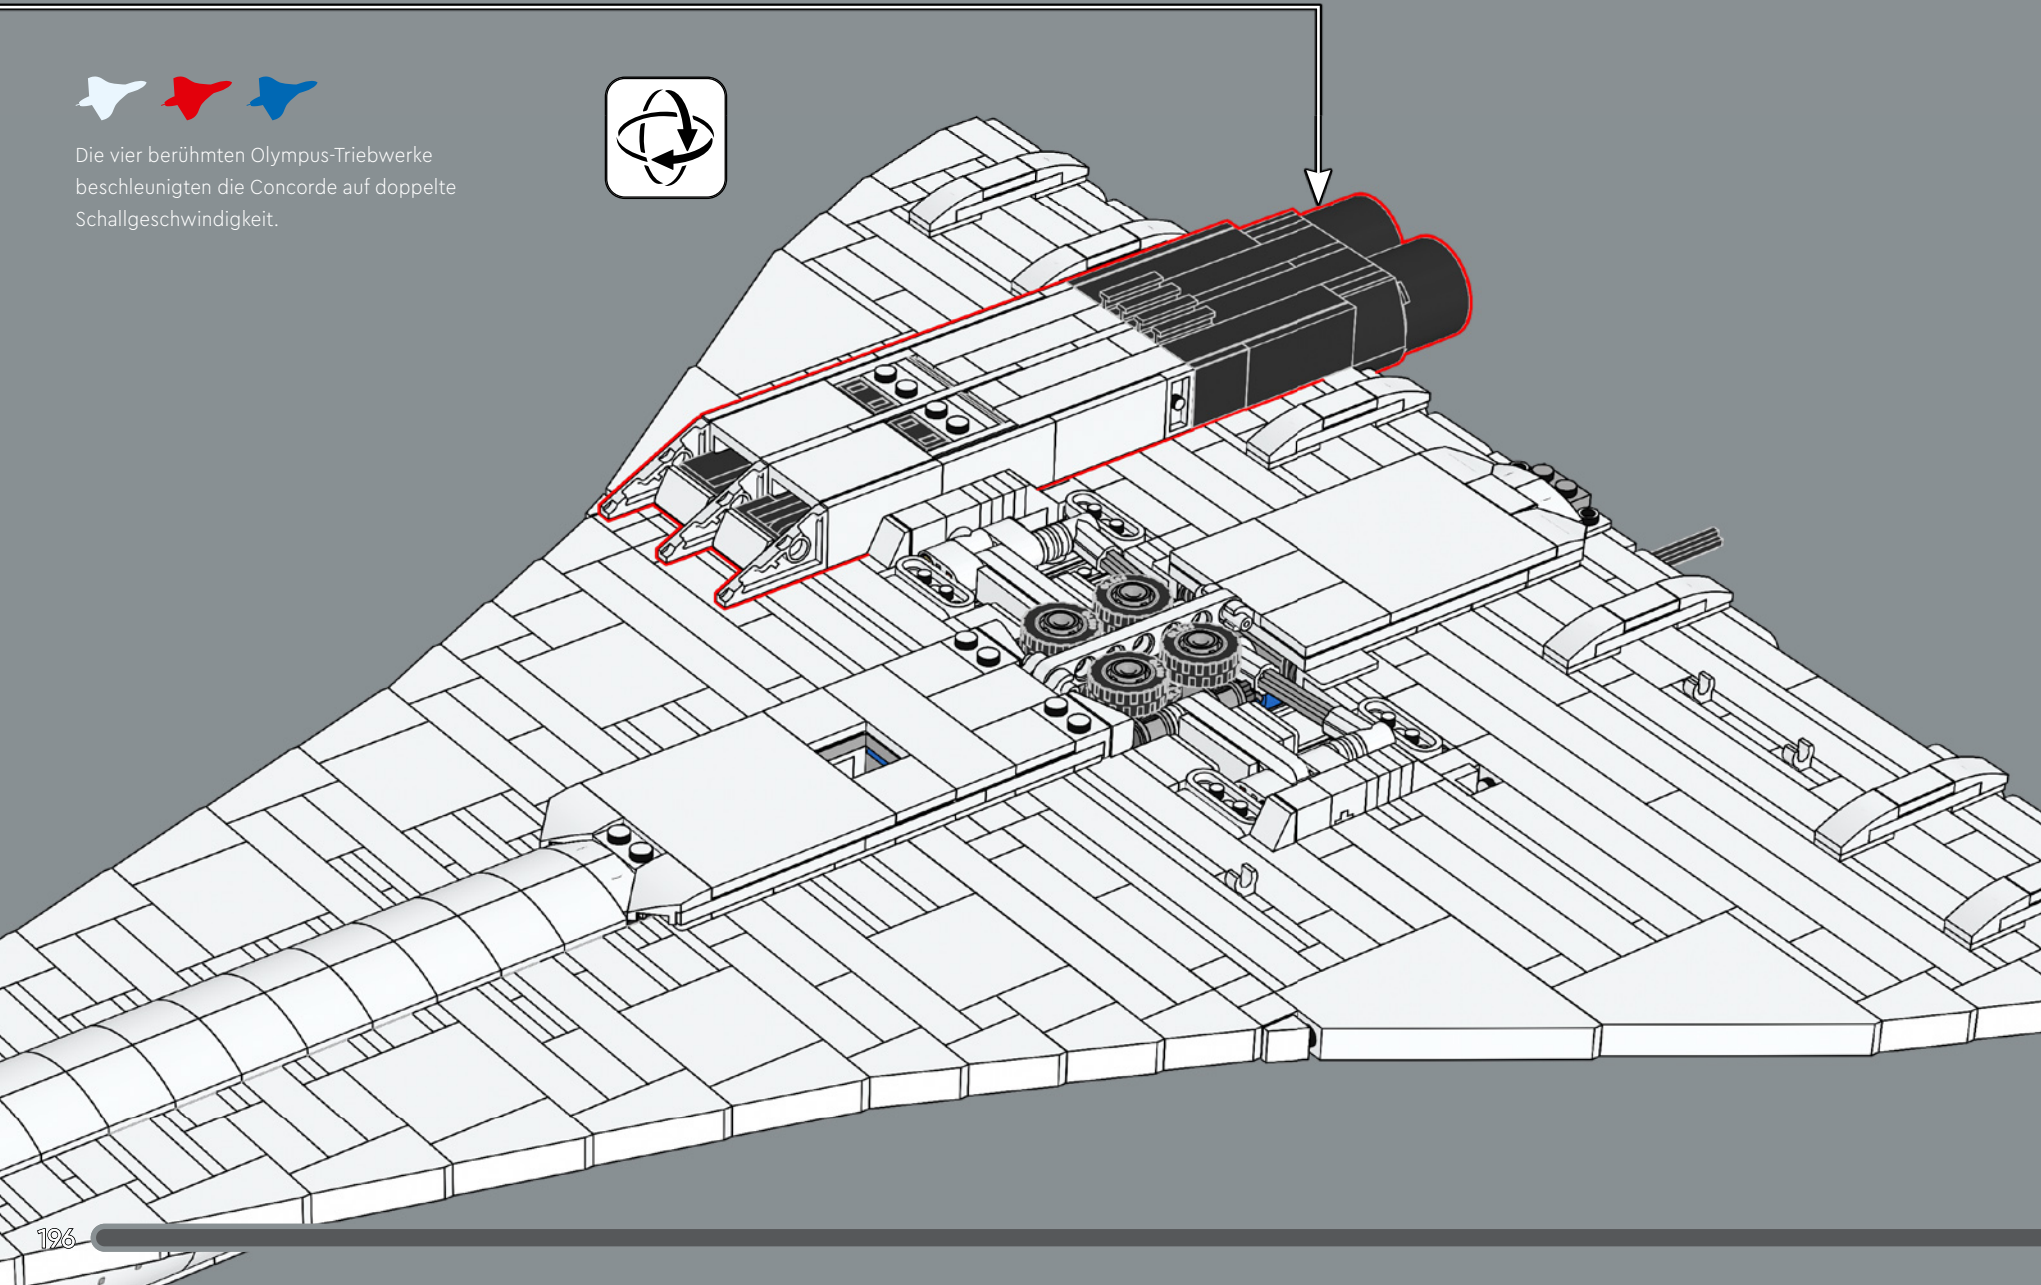 Die vier berühmten Olympus-Triebwerke
beschleunigten die Concorde auf doppelte
Schallgeschwindigkeit.
196